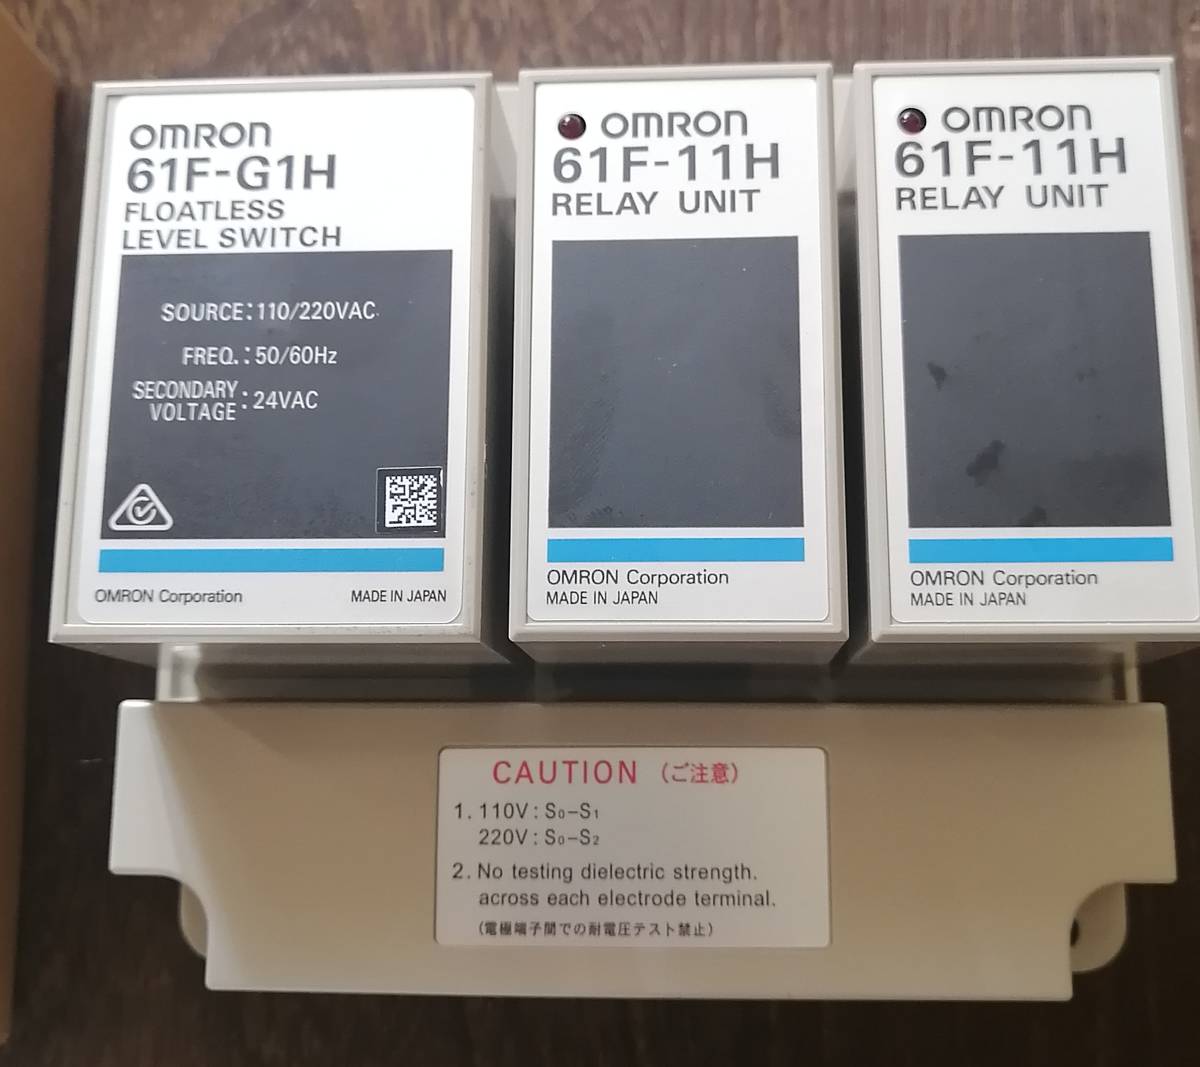 OMRON
61F-G1H
FLOATLESS
LEVEL SWITCH
SOURCE: 110/220VAC
FREQ.: 50/60Hz
SECONDARY
VOLTAGE : 24VAC
OMRON Corporation MADE IN JAPAN
OMRON
61F-11H
RELAY UNIT
OMRON Corporation
MADE IN JAPAN
OMRON
61F-11H
RELAY UNIT
OMRON Corporation
MADE IN JAPAN
CAUTION (ご注意)
1. 110V: S₀-S₁
220V: S₀-S₂
2. No testing dielectric strength.
across each electrode terminal.
(電極端子間での耐電圧テスト禁止)